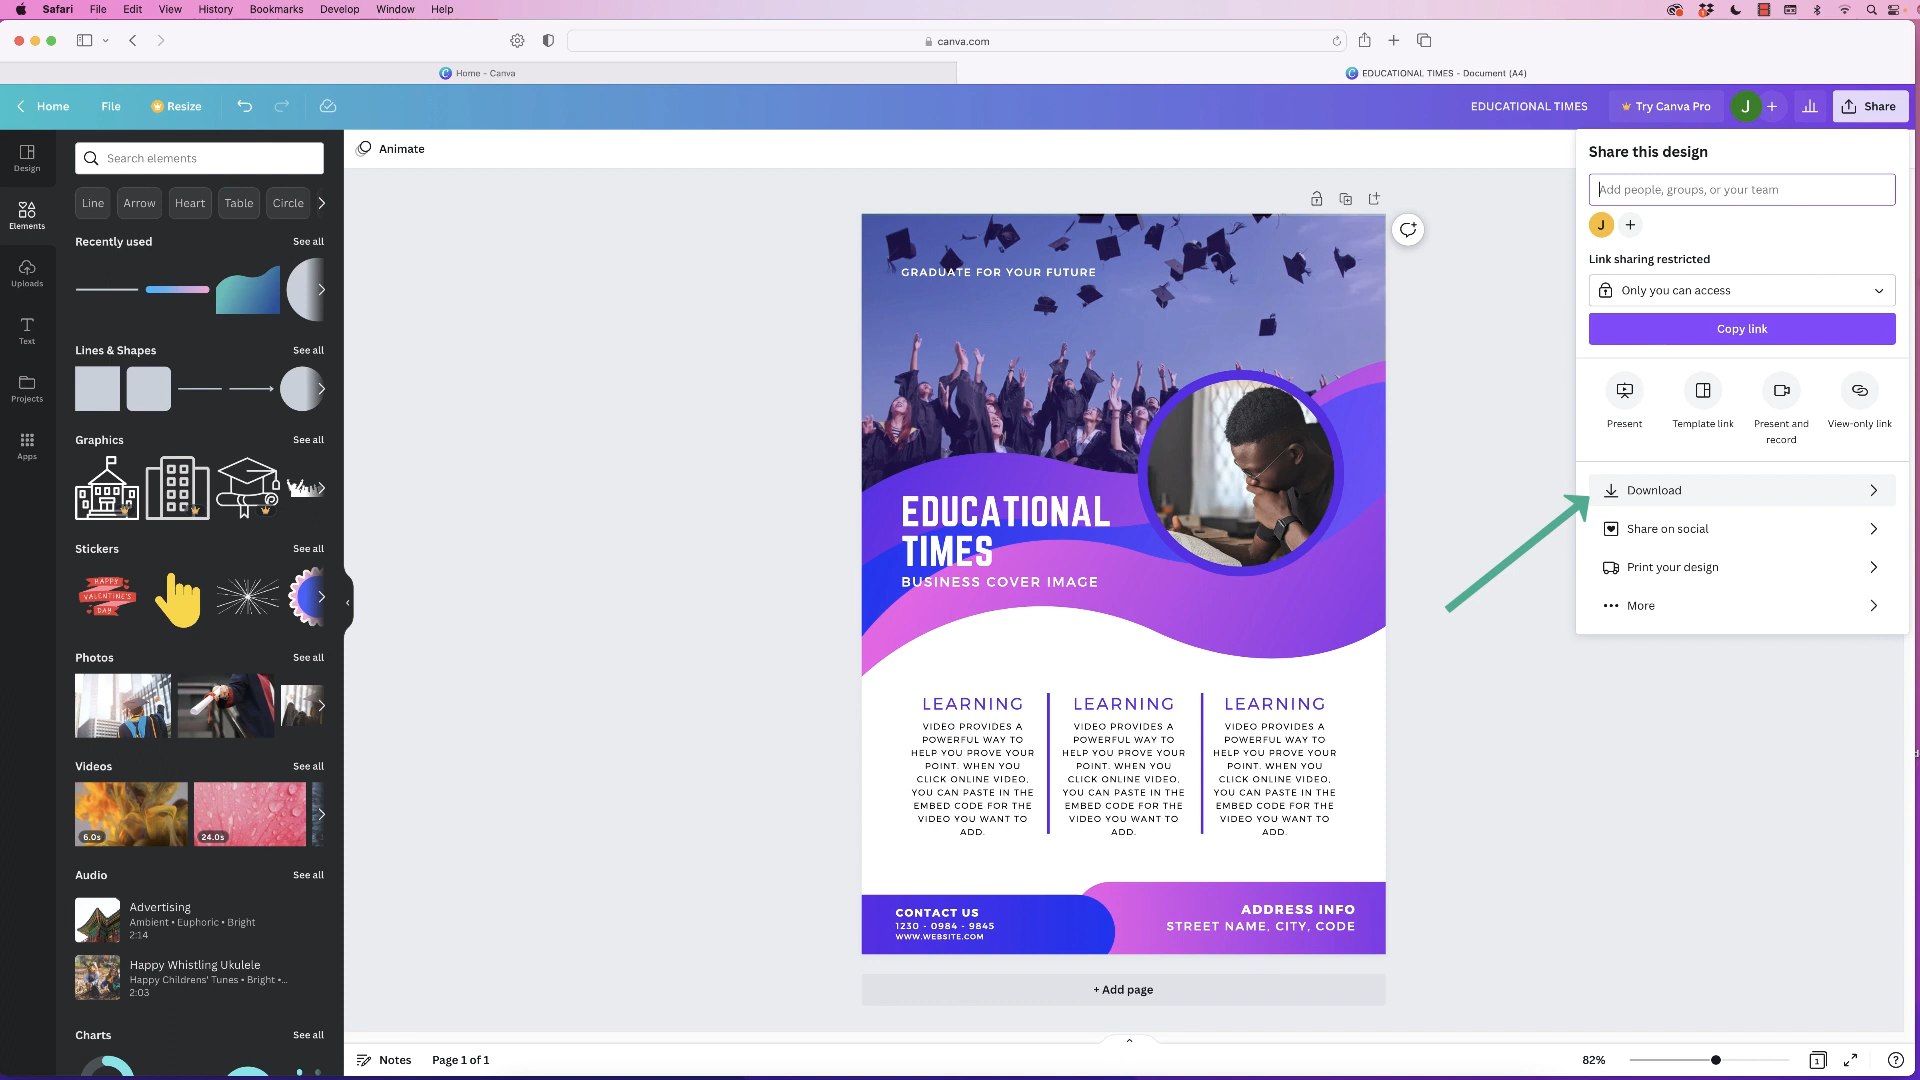 Safari File Edit View History Bookmarks Develop Window Help
canva.com
Home - Canva
EDUCATIONAL TIMES - Document (A4)
Home File Resize
EDUCATIONAL TIMES
Try Canva Pro
J
Share
Design
Elements
Uploads
Text
Projects
Apps
Search elements
Line Arrow Heart Table Circle
Recently used See all
Lines & Shapes See all
Graphics See all
Stickers See all
HAPPY
VALENTINE'S
DAY
Photos See all
Videos See all
6.0s
24.0s
Audio See all
Advertising
Ambient • Euphoric • Bright
2:14
Happy Whistling Ukulele
Happy Childrens' Tunes • Bright •...
2:03
Charts See all
Animate
GRADUATE FOR YOUR FUTURE
EDUCATIONAL
TIMES
BUSINESS COVER IMAGE
LEARNING
VIDEO PROVIDES A
POWERFUL WAY TO
HELP YOU PROVE YOUR
POINT. WHEN YOU
CLICK ONLINE VIDEO,
YOU CAN PASTE IN THE
EMBED CODE FOR THE
VIDEO YOU WANT TO
ADD.
LEARNING
VIDEO PROVIDES A
POWERFUL WAY TO
HELP YOU PROVE YOUR
POINT. WHEN YOU
CLICK ONLINE VIDEO,
YOU CAN PASTE IN THE
EMBED CODE FOR THE
VIDEO YOU WANT TO
ADD.
LEARNING
VIDEO PROVIDES A
POWERFUL WAY TO
HELP YOU PROVE YOUR
POINT. WHEN YOU
CLICK ONLINE VIDEO,
YOU CAN PASTE IN THE
EMBED CODE FOR THE
VIDEO YOU WANT TO
ADD.
CONTACT US
1230 - 0984 - 9845
WWW.WEBSITE.COM
ADDRESS INFO
STREET NAME, CITY, CODE
+ Add page
Notes Page 1 of 1
82%
1
Share this design
Add people, groups, or your team
J
Link sharing restricted
Only you can access
Copy link
Present
Template link
Present and
record
View-only link
Download
Share on social
Print your design
More